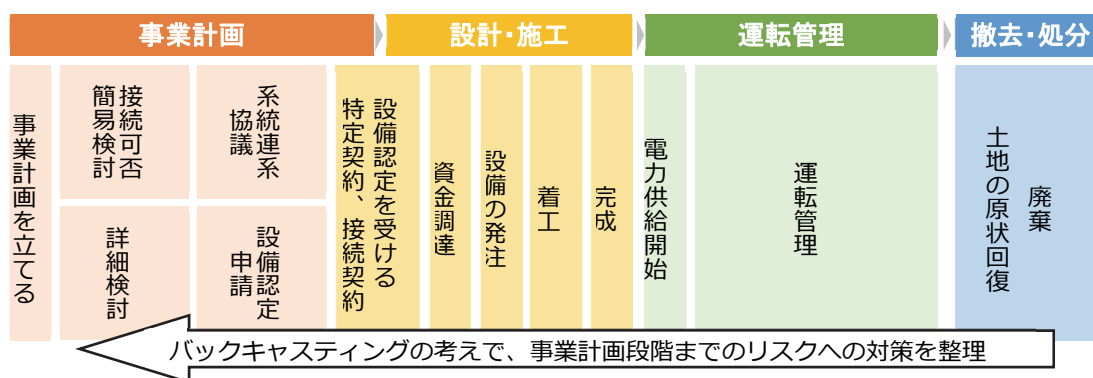 事業計画
設計・施工
運転管理
撤去・処分
事業計画を立てる
接続可否
簡易検討
詳細検討
系統連系
協議
設備認定
申請
設備認定を受ける
特定契約、接続契約
資金調達
設備の発注
着工
完成
電力供給開始
運転管理
廃棄
土地の原状回復
バックキャスティングの考えで、事業計画段階までのリスクへの対策を整理